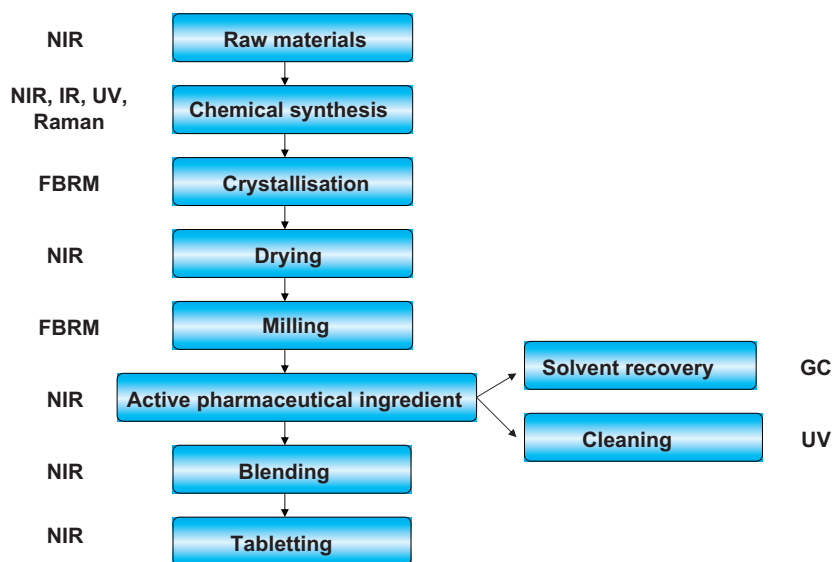 NIR
Raw materials
NIR, IR, UV,
Raman
Chemical synthesis
FBRM
Crystallisation
NIR
Drying
FBRM
Milling
Solvent recovery
GC
NIR
Active pharmaceutical ingredient
Cleaning
UV
NIR
Blending
NIR
Tabletting